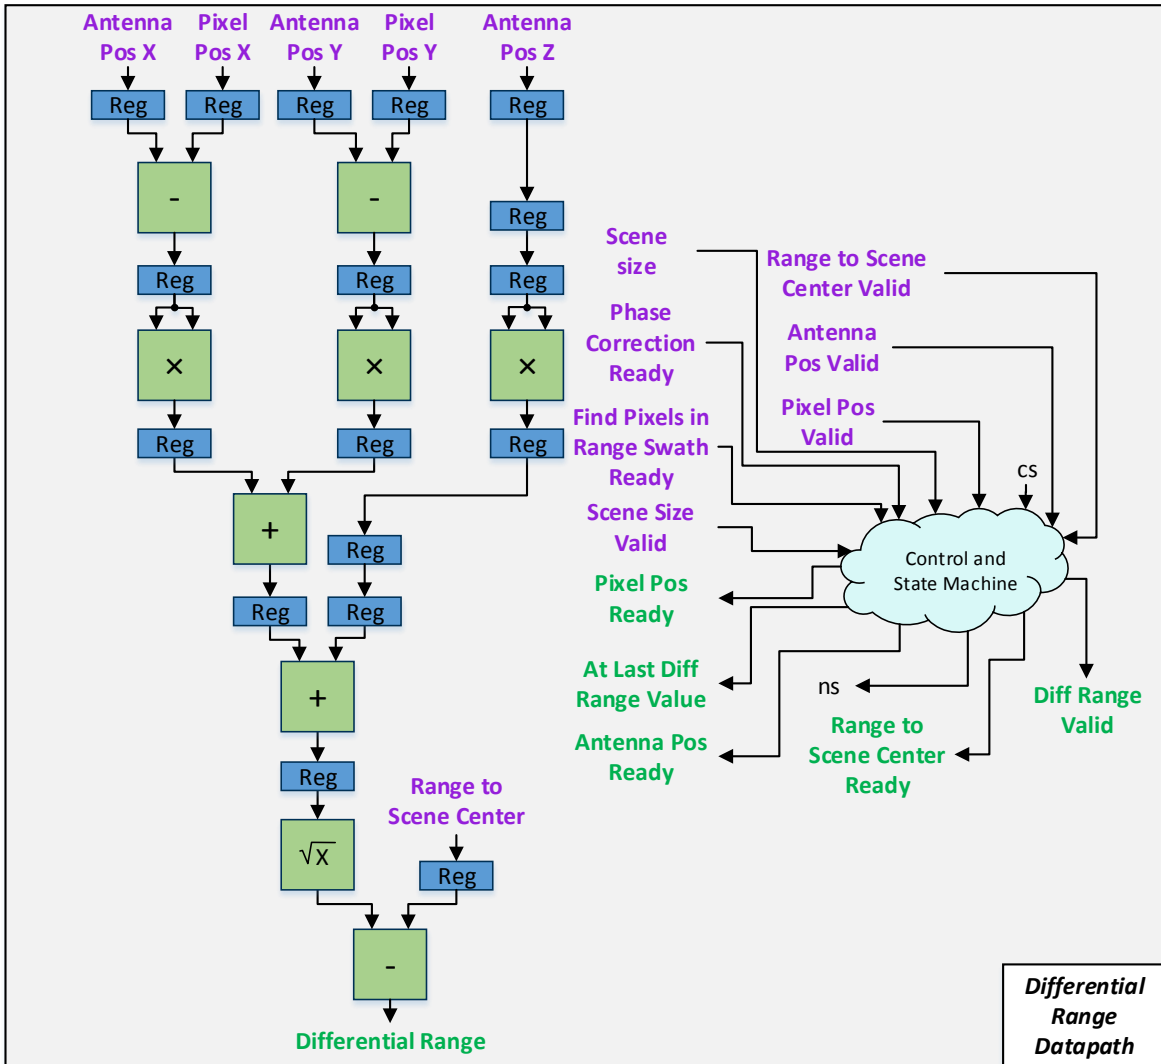 Antenna
Pos X
Pixel
Pos X
Antenna
Pos Y
Pixel
Pos Y
Antenna
Pos Z
Reg
Reg
Reg
Reg
Reg
-
-
Reg
Reg
Reg
Reg
×
×
×
Reg
Reg
Reg
+
Reg
Reg
Reg
+
Reg
√X
Range to
Scene Center
Reg
-
Differential Range
Scene
size
Range to Scene
Center Valid
Phase
Correction
Ready
Antenna
Pos Valid
Find Pixels in
Range Swath
Ready
Pixel Pos
Valid
cs
Scene Size
Valid
Control and
State Machine
Pixel Pos
Ready
At Last Diff
Range Value
ns
Diff Range
Valid
Antenna Pos
Ready
Range to
Scene Center
Ready
Differential
Range
Datapath